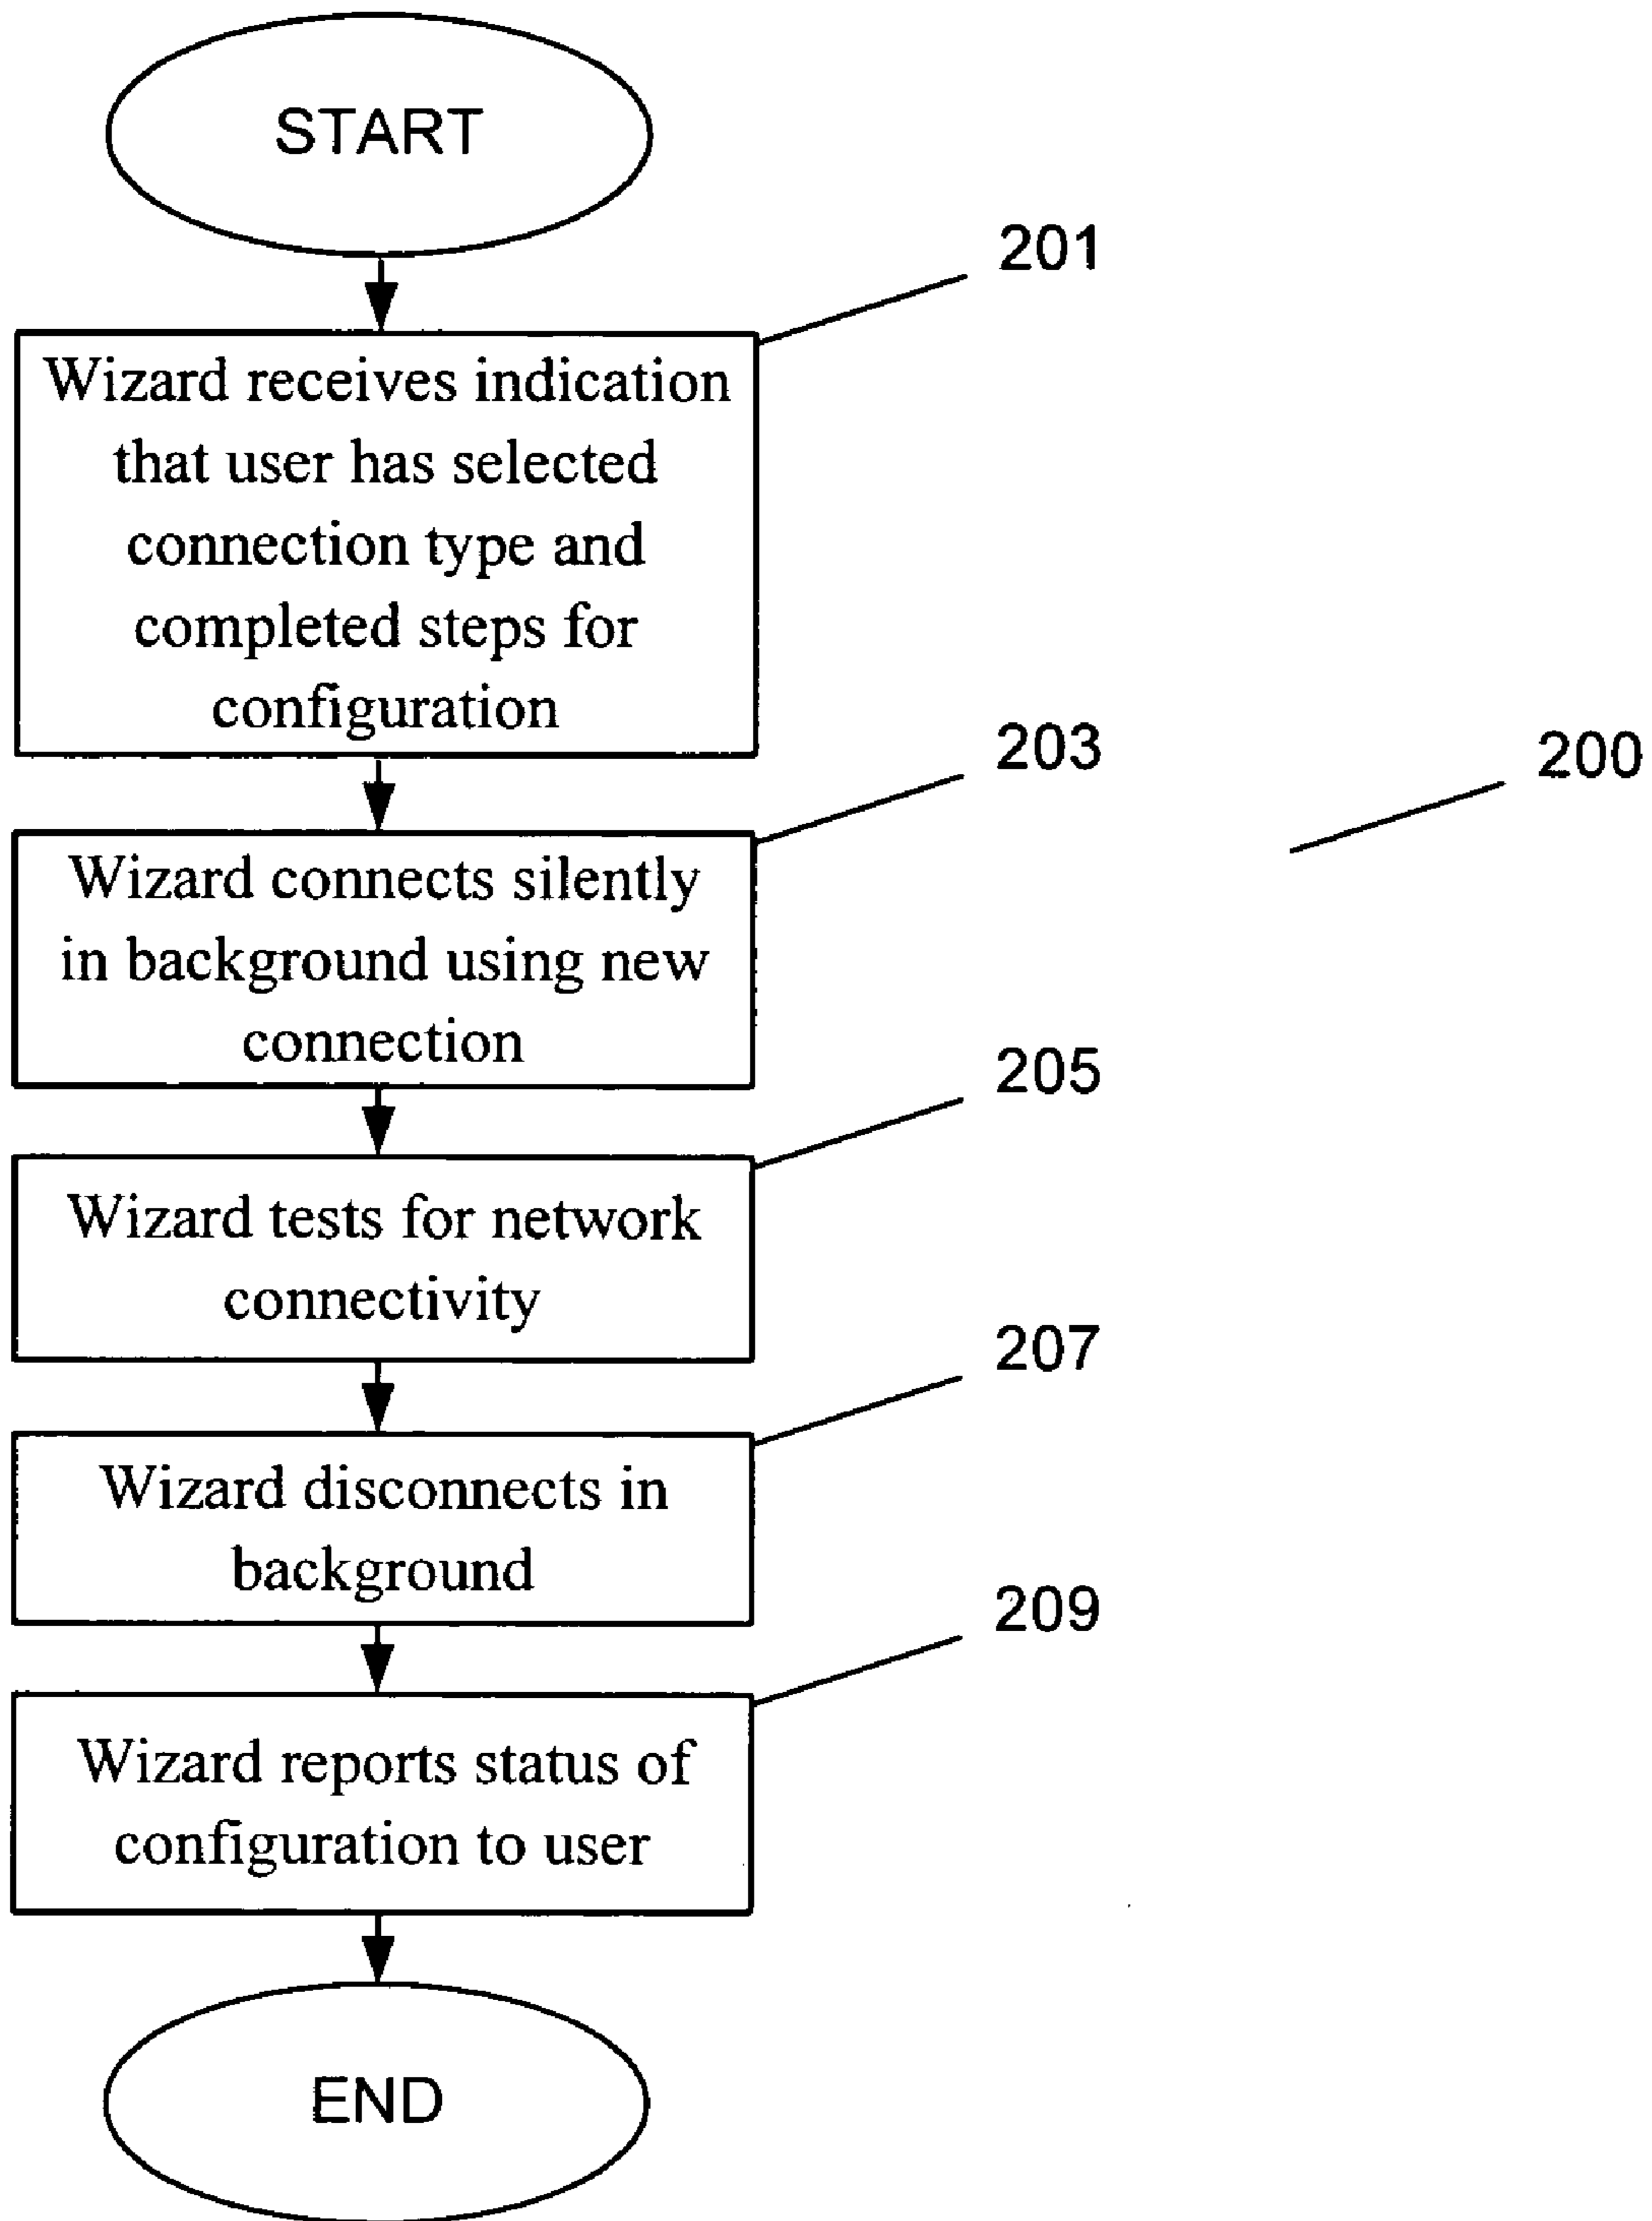 START
201
Wizard receives indication
that user has selected
connection type and
completed steps for
configuration
203
200
Wizard connects silently
in background using new
connection
205
Wizard tests for network
connectivity
207
Wizard disconnects in
background
209
Wizard reports status of
configuration to user
END